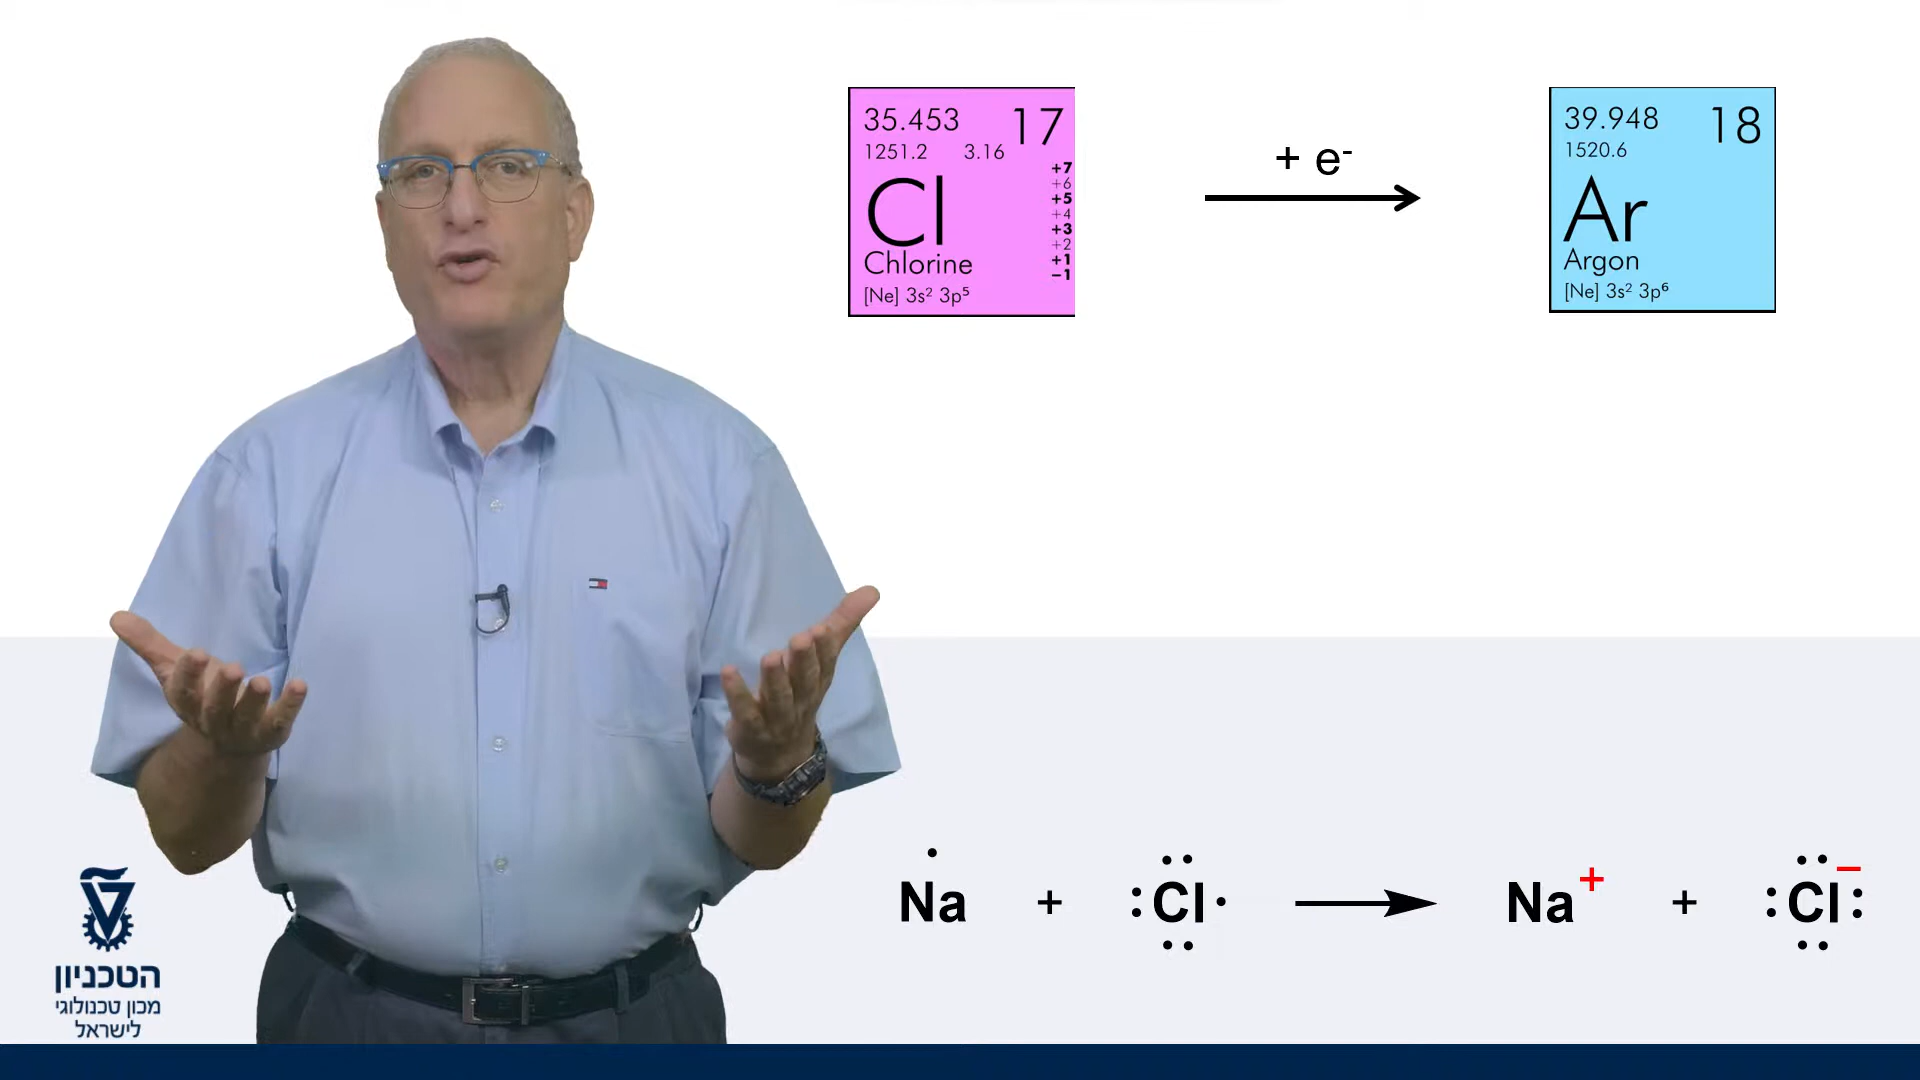 35.453 17
1251.2 3.16
+7
+6
+5
+4
+3
+2
+1
−1
Cl
Chlorine
[Ne] 3s² 3p⁵
+ e⁻
39.948 18
1520.6
Ar
Argon
[Ne] 3s² 3p⁶
Na + :Cl· → Na⁺ + :Cl:⁻
הטכניון
מכון טכנולוגי
לישראל